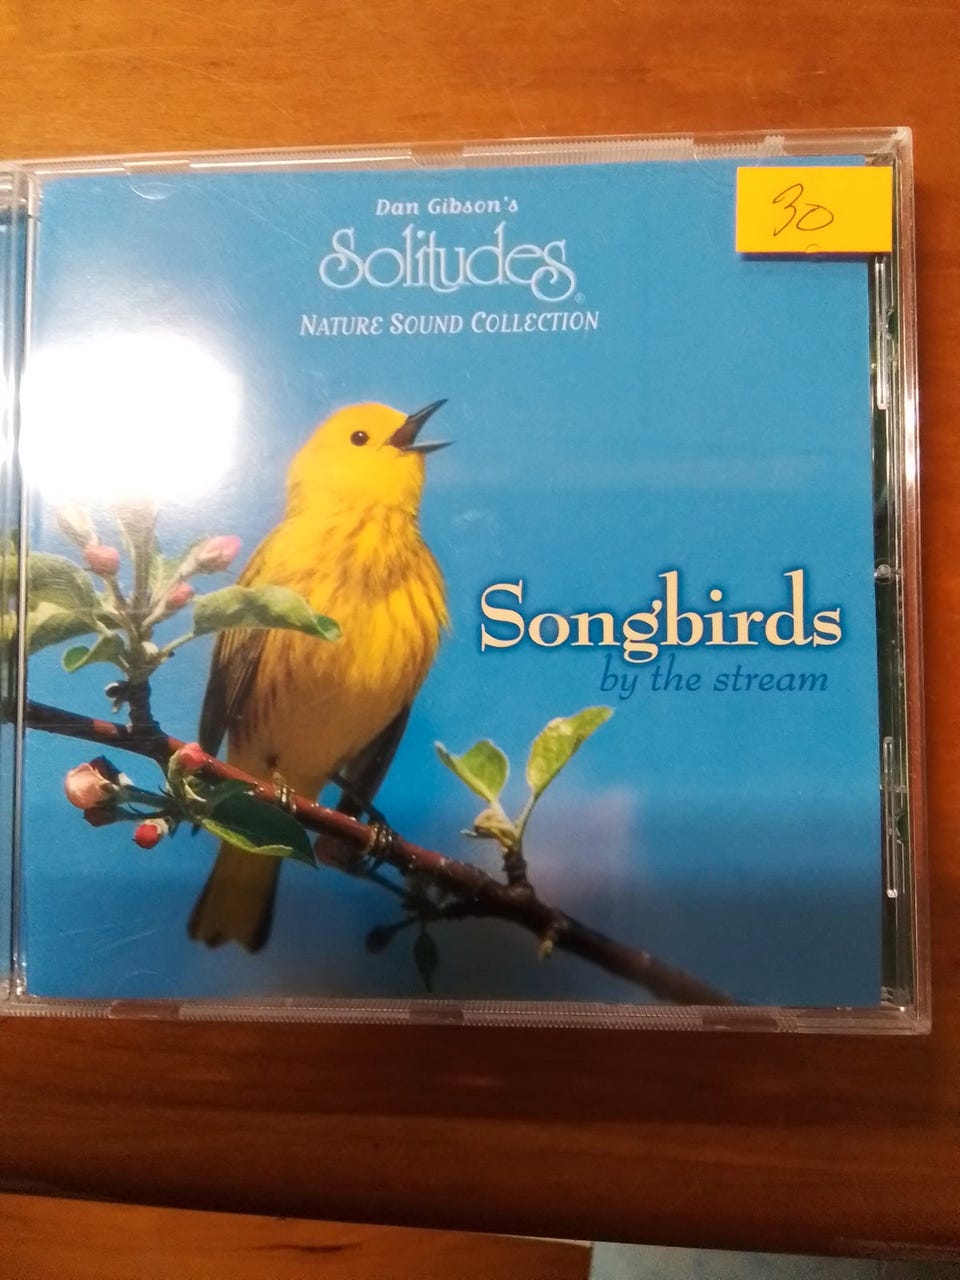 Dan Gibson's
Solitudes®
NATURE SOUND COLLECTION
30
Songbirds
by the stream